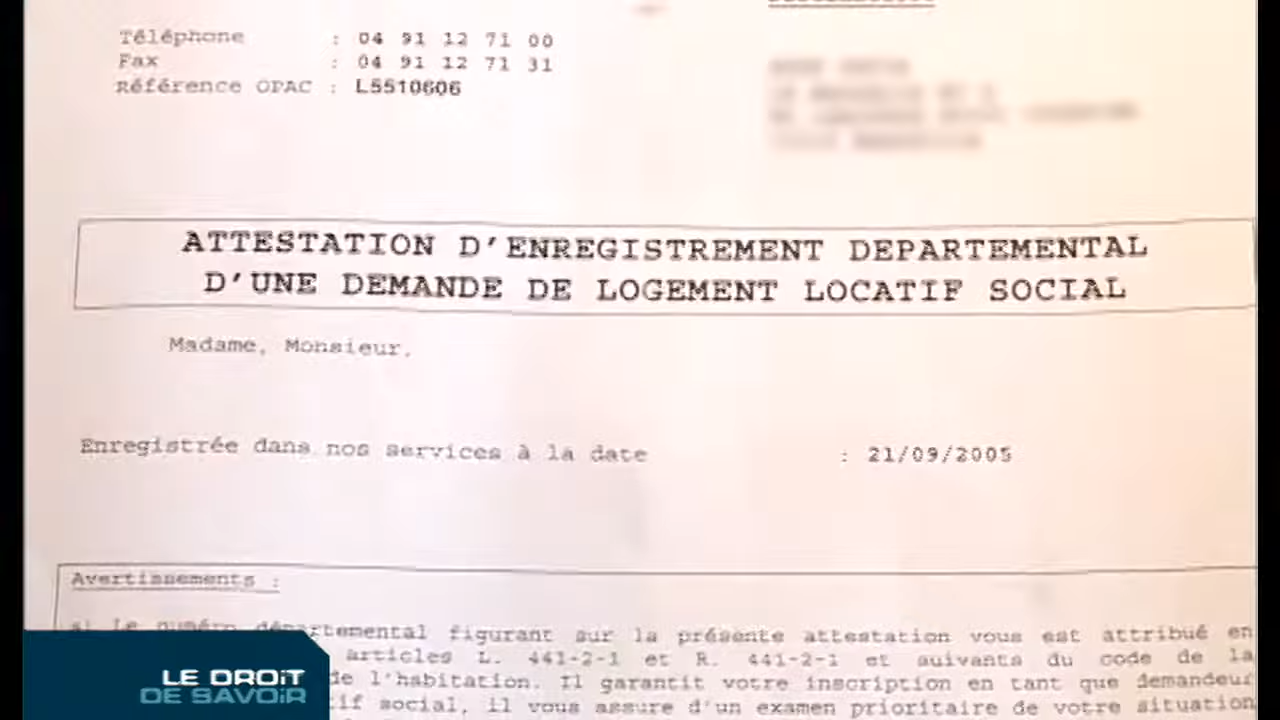 Téléphone : 04 91 12 71 00
Fax : 04 91 12 71 31
Référence OPAC : L5510606
ATTESTATION D'ENREGISTREMENT DEPARTEMENTAL
D'UNE DEMANDE DE LOGEMENT LOCATIF SOCIAL
Madame, Monsieur,
Enregistrée dans nos services à la date : 21/09/2005
Avertissements :
a) Le numéro départemental figurant sur la présente attestation vous est attribué en
articles L. 441-2-1 et R. 441-2-1 et suivants du code de la
de l'habitation. Il garantit votre inscription en tant que demandeur
social, il vous assure d'un examen prioritaire de votre situation
LE DROIT
DE SAVOIR